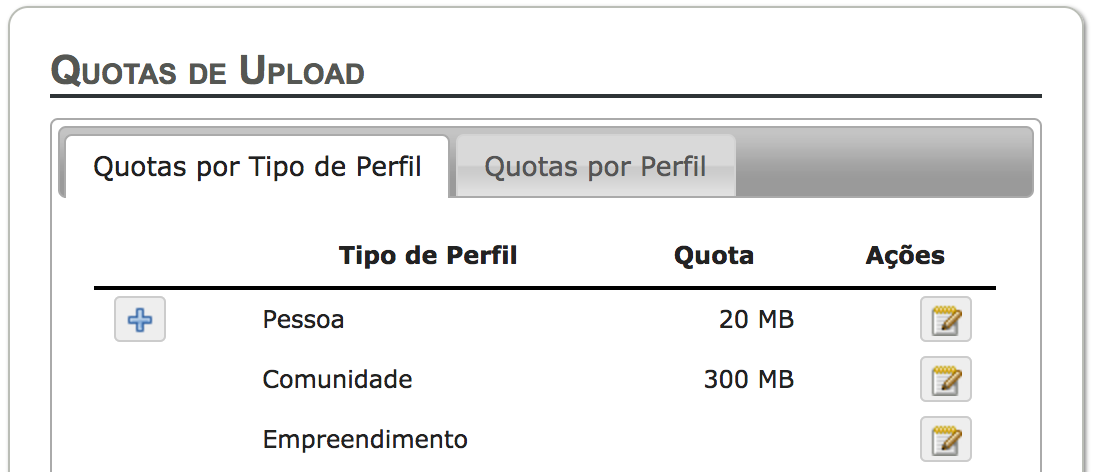 Quotas de Upload
Quotas por Tipo de Perfil Quotas por Perfil
Tipo de Perfil Quota Ações
Pessoa 20 MB
Comunidade 300 MB
Empreendimento